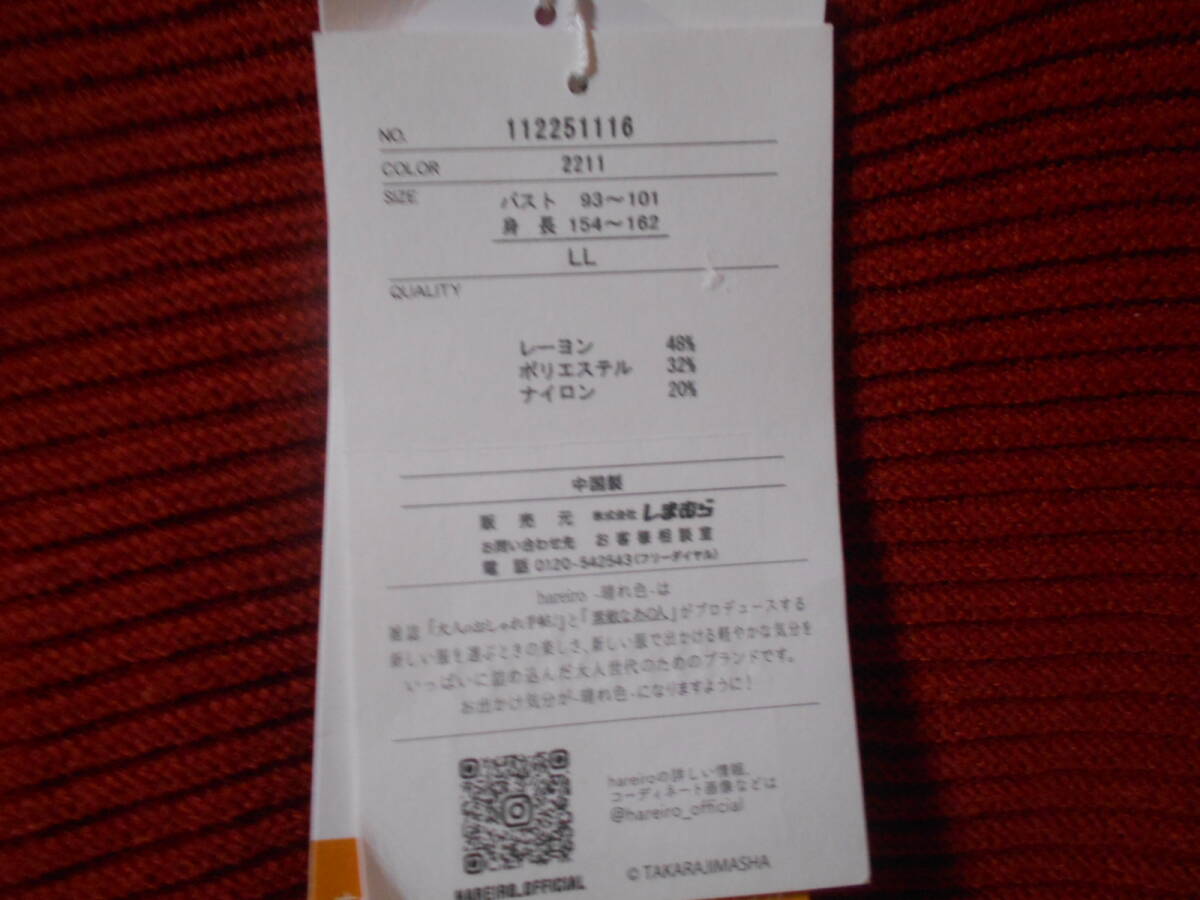 NO. 112251116
COLOR 2211
SIZE バスト 93～101
身長 154～162
LL
QUALITY
レーヨン 48%
ポリエステル 32%
ナイロン 20%
中国製
販売元 株式会社 しまむら
お問い合わせ先 お客様相談室
電話 0120-542543(フリーダイヤル)
hareiro -晴れ色-は
雑誌『大人のおしゃれ手帖』と『素敵なあの人』がプロデュースする
新しい服を選ぶときの楽しさ、新しい服で出かける軽やかな気分を
いっぱいに詰め込んだ大人世代のためのブランドです。
お出かけ気分が-晴れ色-になりますように！
hareiroの詳しい情報、
コーディネート画像などは
@hareiro_official
HAREIRO_OFFICIAL
© TAKARAJIMASHA